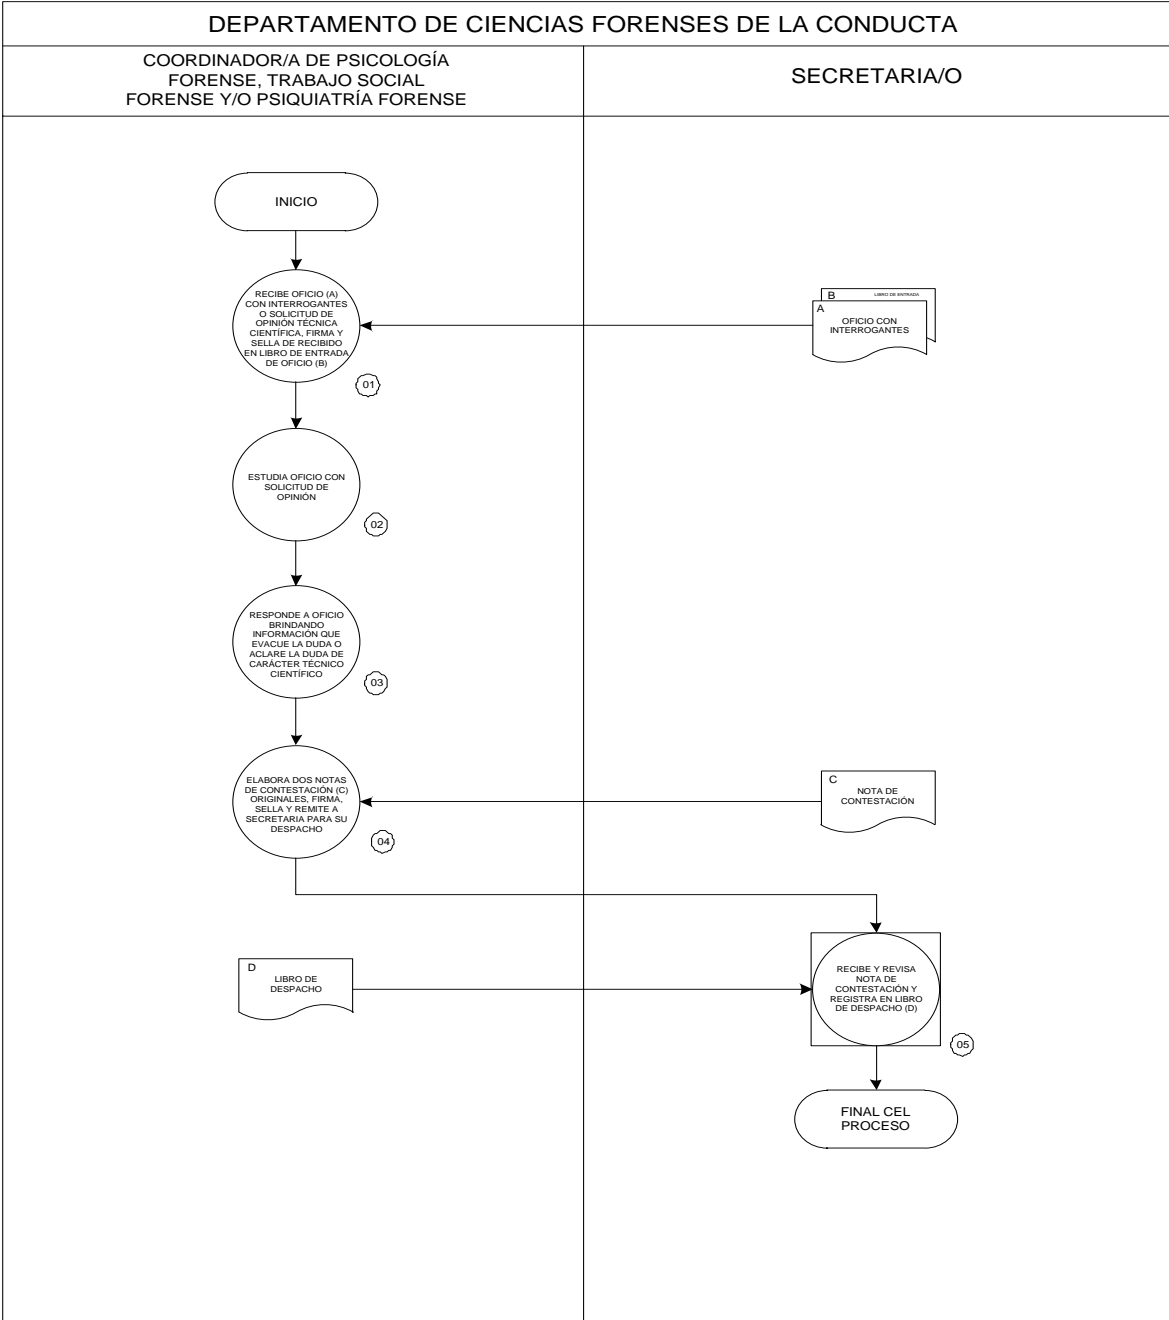 DEPARTAMENTO DE CIENCIAS FORENSES DE LA CONDUCTA
COORDINADOR/A DE PSICOLOGÍA
FORENSE, TRABAJO SOCIAL
FORENSE Y/O PSIQUIATRÍA FORENSE
SECRETARIA/O
INICIO
RECIBE OFICIO (A)
CON INTERROGANTES
O SOLICITUD DE
OPINIÓN TÉCNICA
CIENTÍFICA, FIRMA Y
SELLA DE RECIBIDO
EN LIBRO DE ENTRADA
DE OFICIO (B)
01
B
LIBRO DE ENTRADA
A
OFICIO CON
INTERROGANTES
ESTUDIA OFICIO CON
SOLICITUD DE
OPINIÓN
02
RESPONDE A OFICIO
BRINDANDO
INFORMACIÓN QUE
EVACUE LA DUDA O
ACLARE LA DUDA DE
CARÁCTER TÉCNICO
CIENTÍFICO
03
ELABORA DOS NOTAS
DE CONTESTACIÓN (C)
ORIGINALES, FIRMA,
SELLA Y REMITE A
SECRETARIA PARA SU
DESPACHO
04
C
NOTA DE
CONTESTACIÓN
D
LIBRO DE
DESPACHO
RECIBE Y REVISA
NOTA DE
CONTESTACIÓN Y
REGISTRA EN LIBRO
DE DESPACHO (D)
05
FINAL CEL
PROCESO